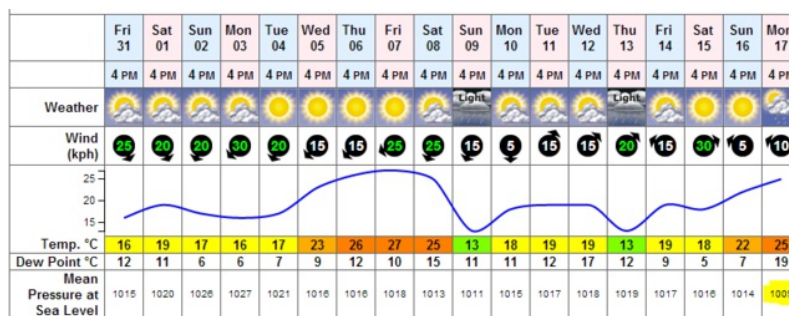 Fri Sat Sun Mon Tue Wed Thu Fri Sat Sun Mon Tue Wed Thu Fri Sat Sun Mon
31 01 02 03 04 05 06 07 08 09 10 11 12 13 14 15 16 17
4 PM 4 PM 4 PM 4 PM 4 PM 4 PM 4 PM 4 PM 4 PM 4 PM 4 PM 4 PM 4 PM 4 PM 4 PM 4 PM 4 PM 4 PM
Weather Light Light
Wind (kph) 25 20 20 30 20 15 15 25 25 15 5 15 15 20 15 30 5 10
25
20
15
Temp. °C 16 19 17 16 17 23 26 27 25 13 18 19 19 13 19 18 22 25
Dew Point °C 12 11 6 6 7 9 12 10 15 11 11 12 17 12 9 5 7 19
Mean
Pressure at
Sea Level
1015 1020 1026 1027 1021 1016 1016 1018 1013 1011 1015 1017 1018 1019 1017 1016 1014